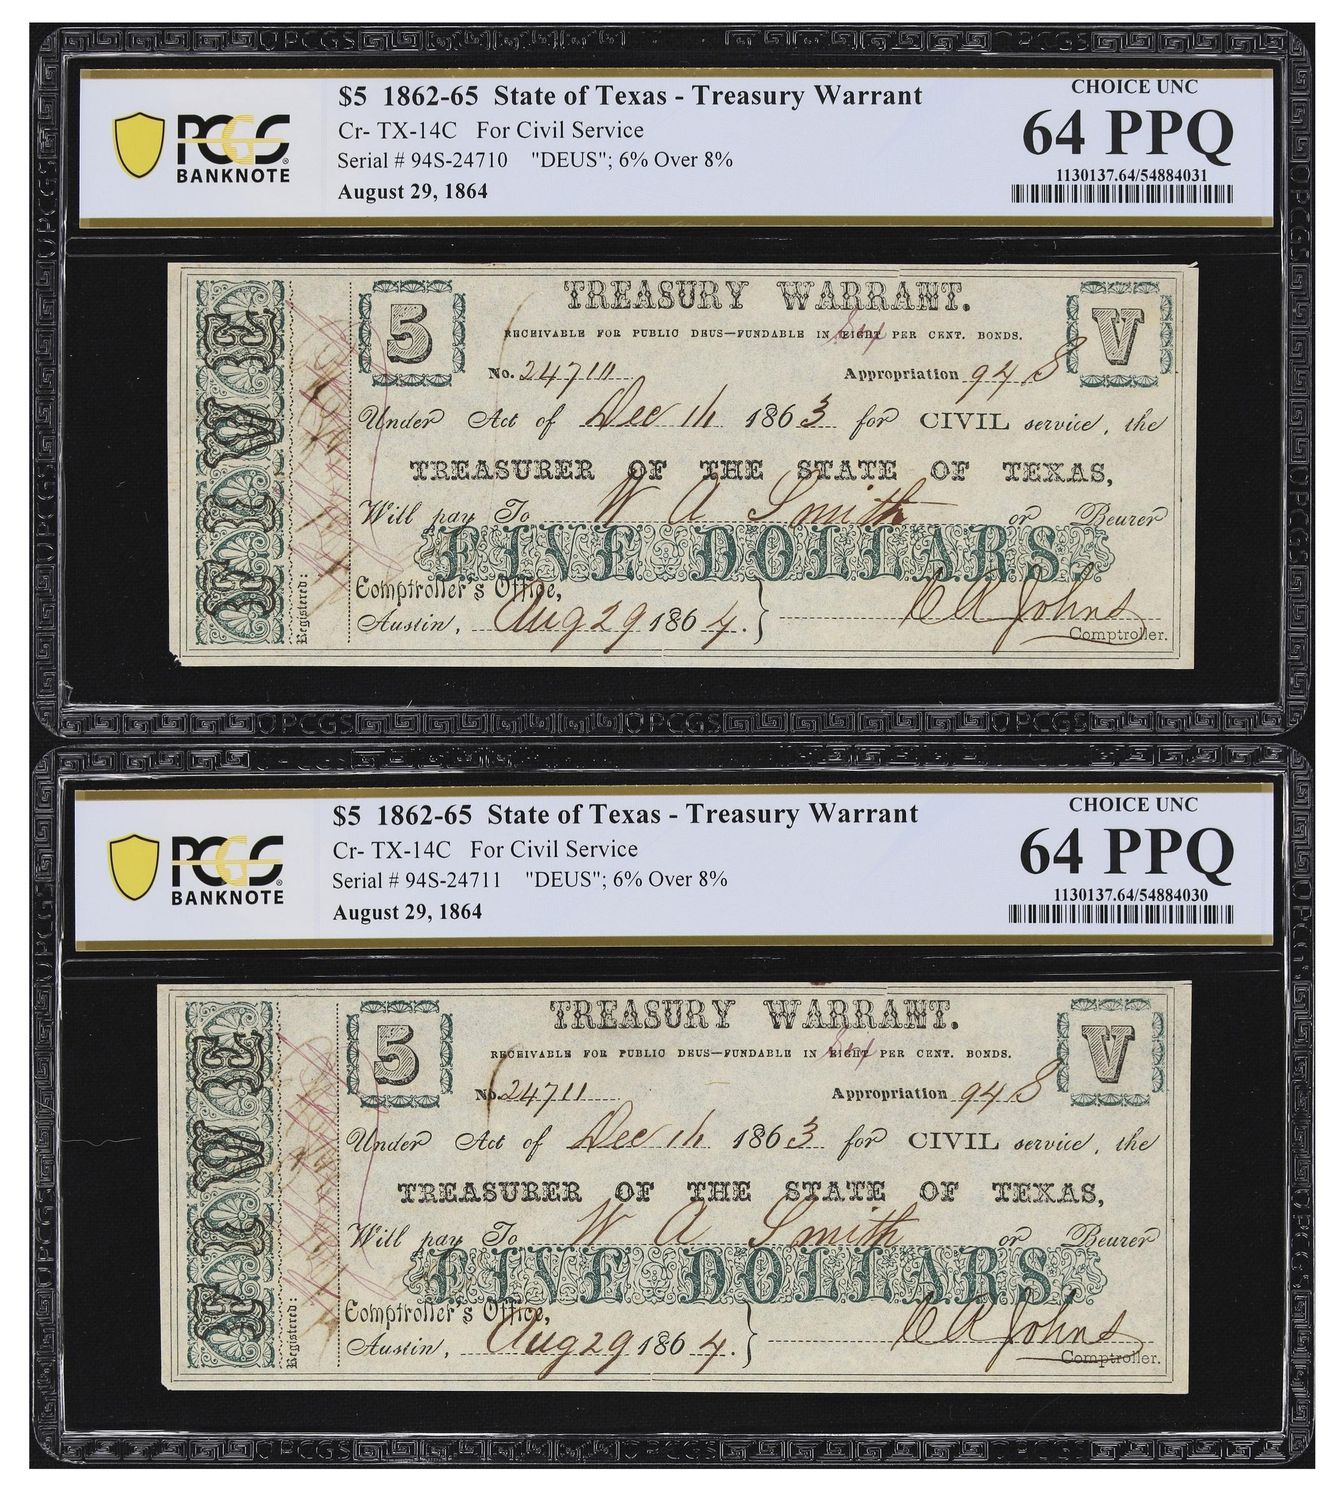 $5 1862-65 State of Texas - Treasury Warrant
Cr- TX-14C For Civil Service
Serial # 94S-24710 "DEUS"; 6% Over 8%
August 29, 1864
PCGS
BANKNOTE
CHOICE UNC
64 PPQ
1130137.64/54884031
FIVE
Registered:
5
TREASURY WARRANT.
V
RECEIVABLE FOR PUBLIC DEUS—FUNDABLE IN EIGHT Six PER CENT. BONDS.
No. 24710 Appropriation 94 S
Under Act of Dec 14 1863 for CIVIL service, the
TREASURER OF THE STATE OF TEXAS,
Will pay To W A Smith or Bearer
FIVE DOLLARS
Comptroller's Office,
Austin, Aug 29 1864. C R Johns
Comptroller.
PCGS
$5 1862-65 State of Texas - Treasury Warrant
Cr- TX-14C For Civil Service
Serial # 94S-24711 "DEUS"; 6% Over 8%
August 29, 1864
PCGS
BANKNOTE
CHOICE UNC
64 PPQ
1130137.64/54884030
FIVE
Registered:
5
TREASURY WARRANT.
V
RECEIVABLE FOR PUBLIC DEUS—FUNDABLE IN EIGHT Six PER CENT. BONDS.
No. 24711 Appropriation 94 S
Under Act of Dec 14 1863 for CIVIL service, the
TREASURER OF THE STATE OF TEXAS,
Will pay To W A Smith or Bearer
FIVE DOLLARS
Comptroller's Office,
Austin, Aug 29 1864. C R Johns
Comptroller.